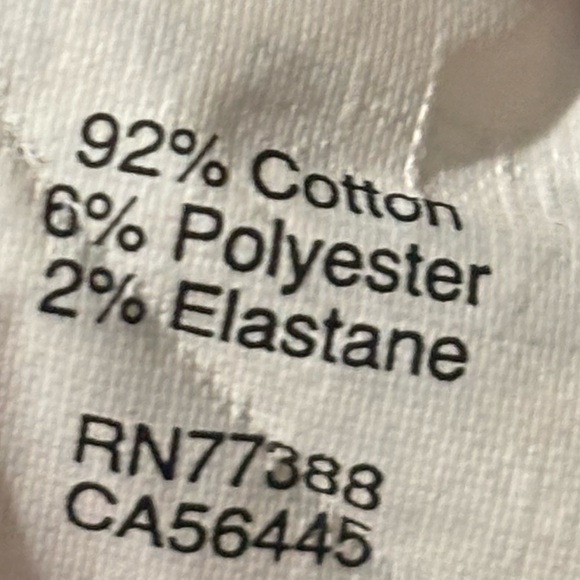 92% Cotton
6% Polyester
2% Elastane
RN77388
CA56445